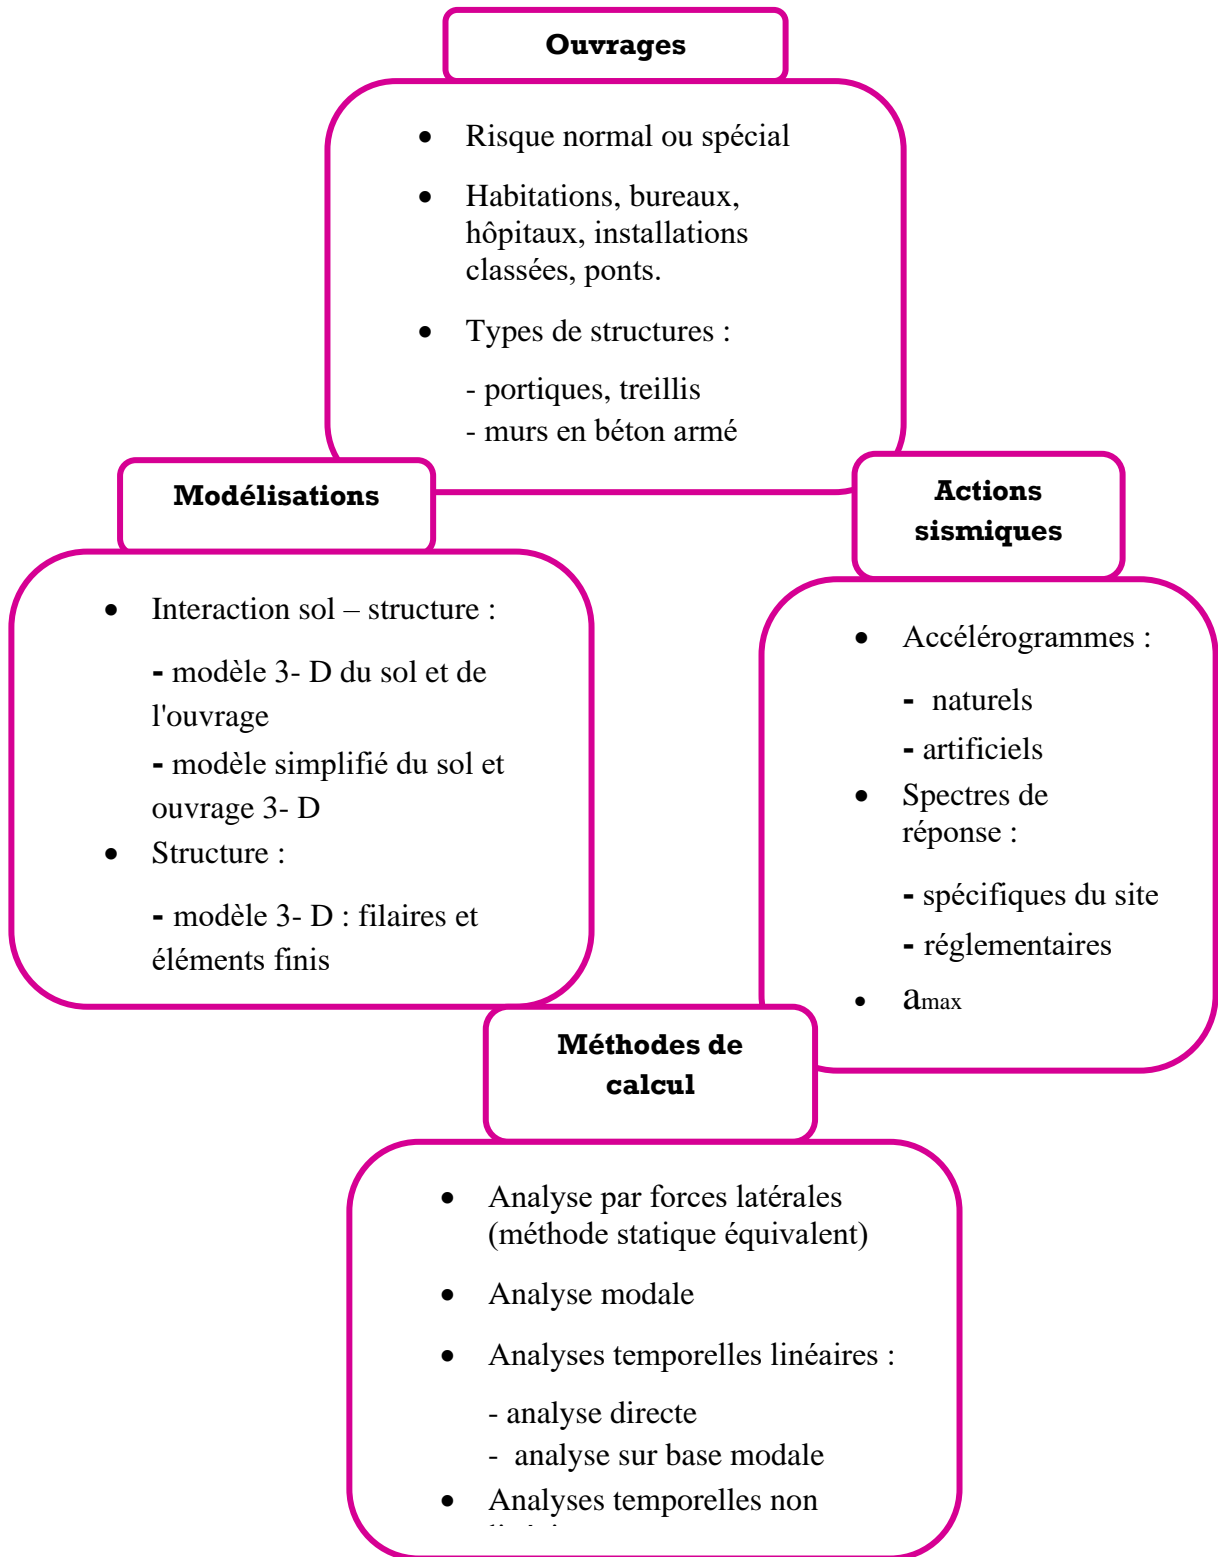 Ouvrages
• Risque normal ou spécial
• Habitations, bureaux,
hôpitaux, installations
classées, ponts.
• Types de structures :
- portiques, treillis
- murs en béton armé
Modélisations
• Interaction sol – structure :
- modèle 3- D du sol et de
l'ouvrage
- modèle simplifié du sol et
ouvrage 3- D
• Structure :
- modèle 3- D : filaires et
éléments finis
Actions
sismiques
• Accélérogrammes :
- naturels
- artificiels
• Spectres de
réponse :
- spécifiques du site
- réglementaires
• amax
Méthodes de
calcul
• Analyse par forces latérales
(méthode statique équivalent)
• Analyse modale
• Analyses temporelles linéaires :
- analyse directe
- analyse sur base modale
• Analyses temporelles non